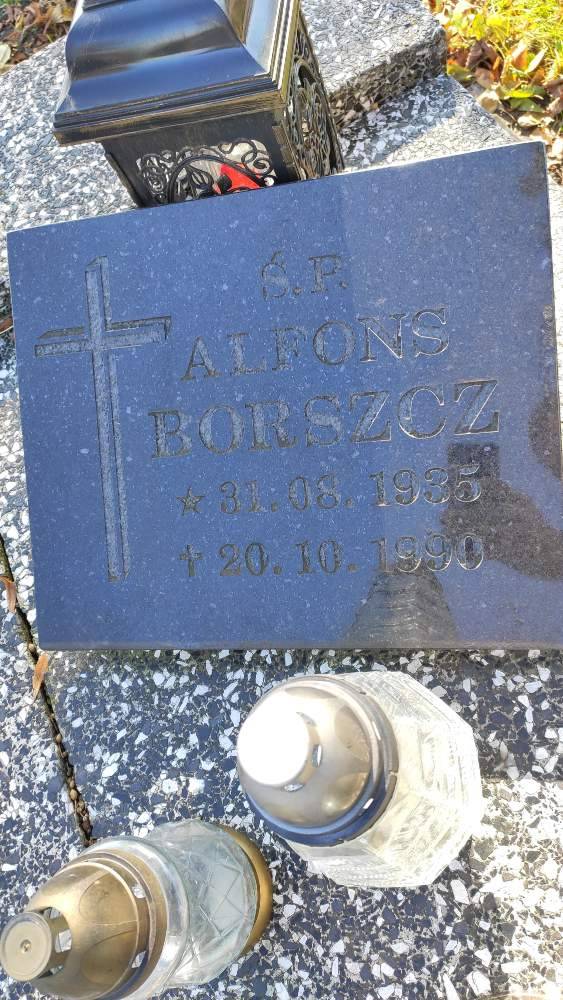 Ś.P.
ALFONS
BORSZCZ
★ 31.08.1935
✝ 20.10.1990